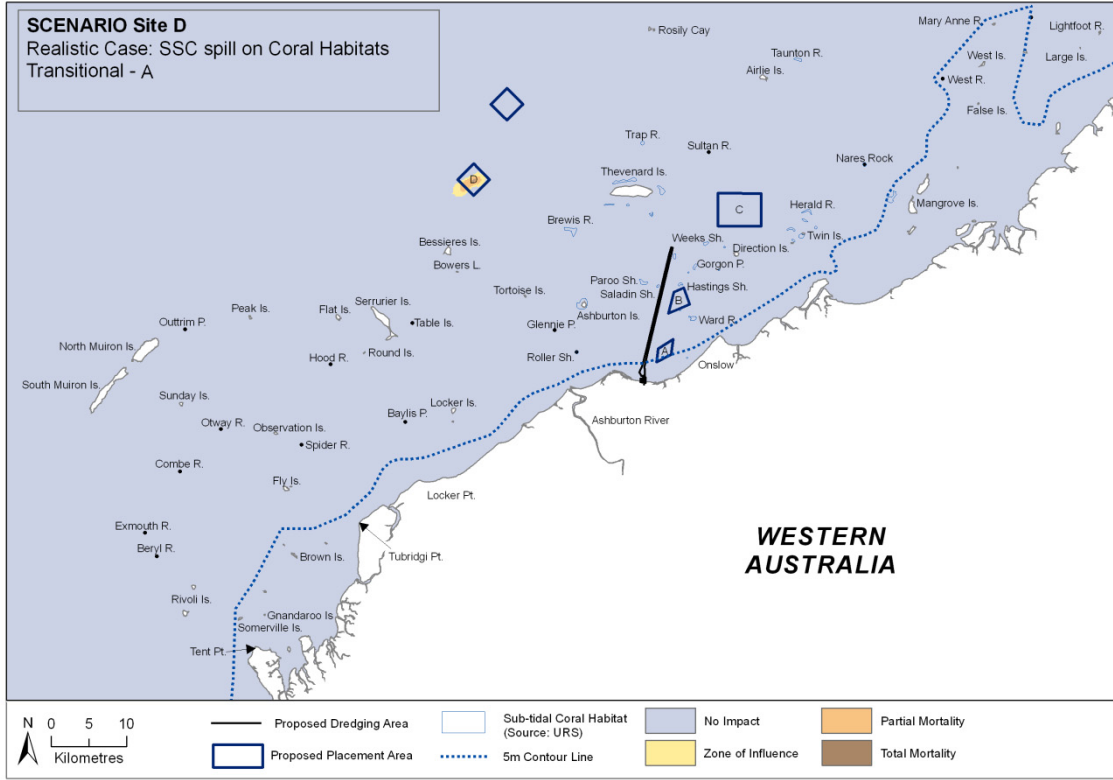 SCENARIO Site D
Realistic Case: SSC spill on Coral Habitats
Transitional - A
Rosily Cay
Mary Anne R.
Lightfoot R.
Taunton R.
Airlie Is.
West Is.
Large Is.
West R.
False Is.
Trap R.
Sultan R.
Nares Rock
Thevenard Is.
D
C
Herald R.
Mangrove Is.
Brewis R.
Twin Is.
Weeks Sh.
Direction Is.
Bessieres Is.
Gorgon P.
Bowers L.
Paroo Sh.
Hastings Sh.
Saladin Sh.
Tortoise Is.
B
Serrurier Is.
Peak Is.
Flat Is.
Ashburton Is.
Outtrim P.
Table Is.
Glennie P.
Ward R.
North Muiron Is.
Round Is.
Roller Sh.
A
Hood R.
Onslow
South Muiron Is.
Sunday Is.
Locker Is.
Baylis P.
Ashburton River
Otway R.
Observation Is.
Spider R.
Combe R.
Fly Is.
Locker Pt.
Exmouth R.
WESTERN
AUSTRALIA
Beryl R.
Brown Is.
Tubridgi Pt.
Rivoli Is.
Gnandaroo Is.
Somerville Is.
Tent Pt.
N
0 5 10
Kilometres
Proposed Dredging Area
Proposed Placement Area
Sub-tidal Coral Habitat
(Source: URS)
5m Contour Line
No Impact
Zone of Influence
Partial Mortality
Total Mortality